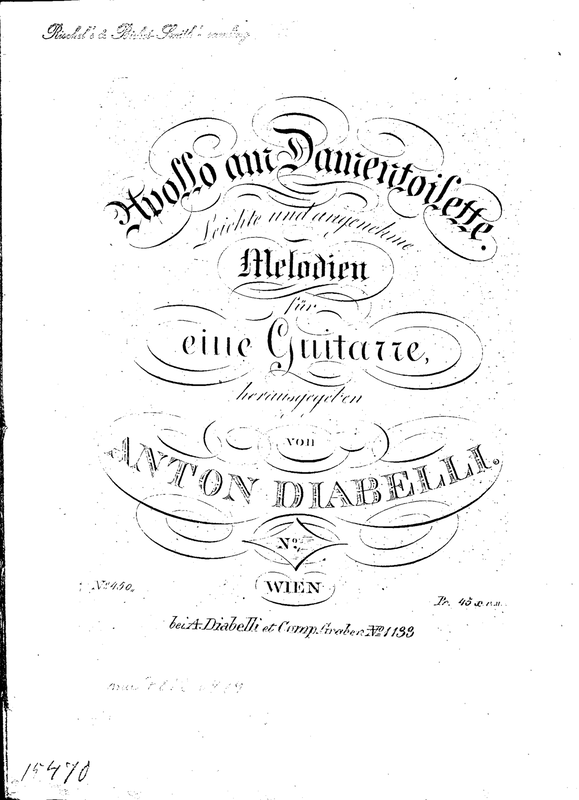 Rischel's & Birket-Smith's samling
Apollo am Damentoilette.
Leichte und angenehme
Melodien
für
eine Guitarre,
herausgegeben
von
ANTON DIABELLI.
No.
WIEN
No. 450.
Pr. 45 x
bei A. Diabelli et Comp. Graben No. 1133
15470